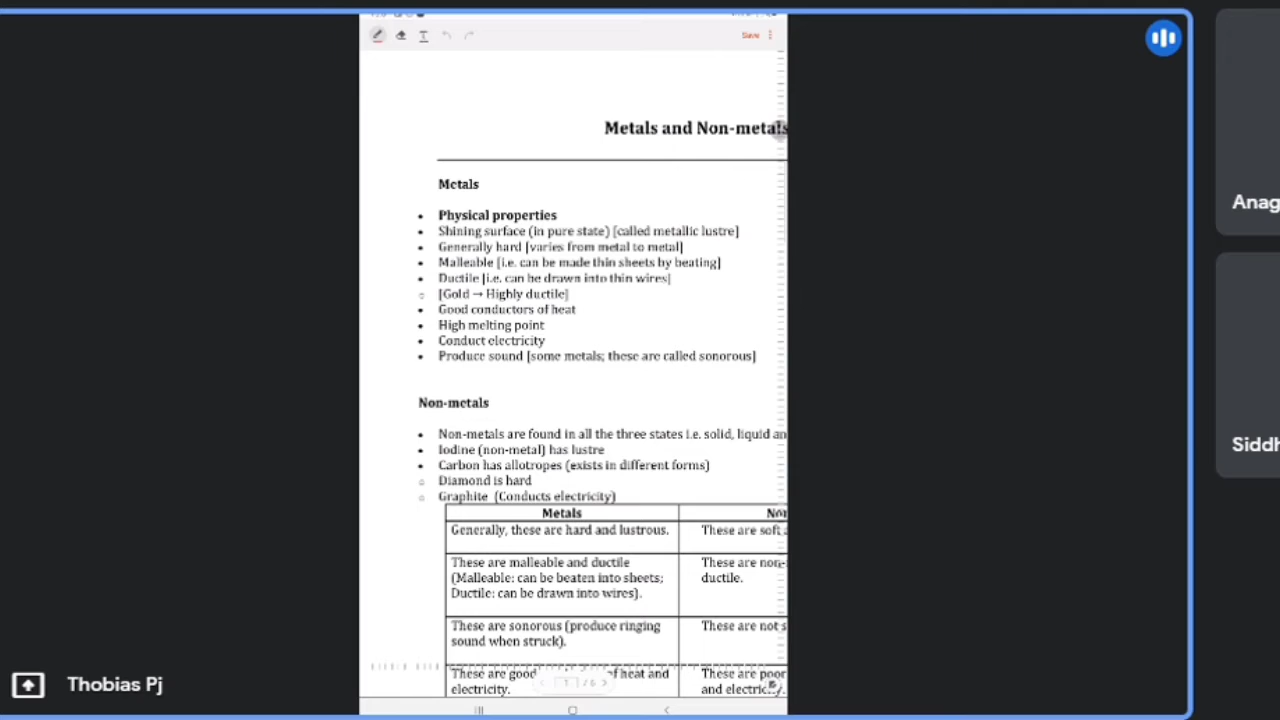 Save
Metals and Non-metals
Metals
• Physical properties
• Shining surface (in pure state) [called metallic lustre]
• Generally hard [varies from metal to metal]
• Malleable [i.e. can be made thin sheets by beating]
• Ductile [i.e. can be drawn into thin wires]
o [Gold → Highly ductile]
• Good conductors of heat
• High melting point
• Conduct electricity
• Produce sound [some metals; these are called sonorous]
Non-metals
• Non-metals are found in all the three states i.e. solid, liquid an
• Iodine (non-metal) has lustre
• Carbon has allotropes (exists in different forms)
o Diamond is hard
o Graphite (Conducts electricity)
Metals
Non
Generally, these are hard and lustrous.
These are soft a
These are malleable and ductile
(Malleable: can be beaten into sheets;
Ductile: can be drawn into wires).
These are non-
ductile.
These are sonorous (produce ringing
sound when struck).
These are not s
These are good of heat and
electricity.
These are poor
and electricity.
1 / 6
Thobias Pj
Anag
Siddh